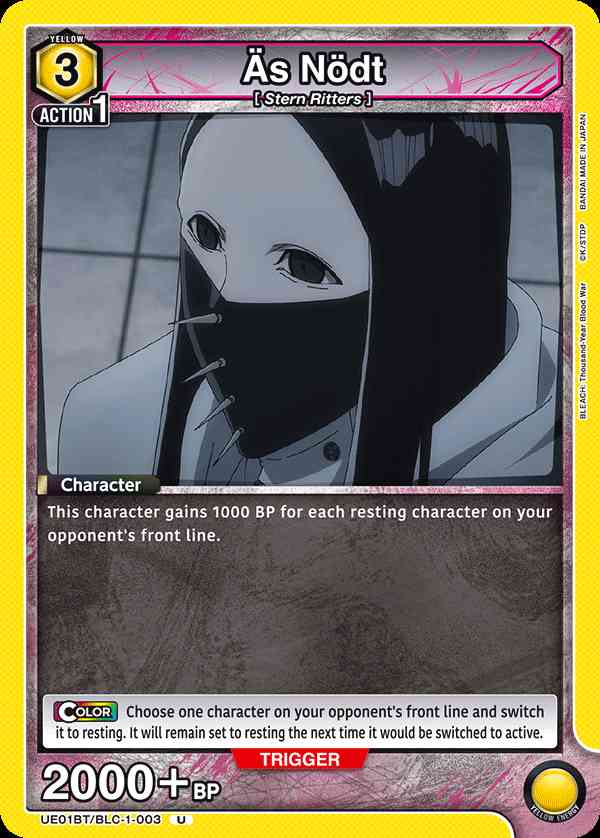 YELLOW
3
Äs Nödt
[ Stern Ritters ]
ACTION 1
BLEACH: Thousand-Year Blood War ©K/STDP BANDAI MADE IN JAPAN
Character
This character gains 1000 BP for each resting character on your
opponent's front line.
COLOR Choose one character on your opponent's front line and switch
it to resting. It will remain set to resting the next time it would be switched to active.
TRIGGER
2000+BP
YELLOW ENERGY
UE01BT/BLC-1-003 U